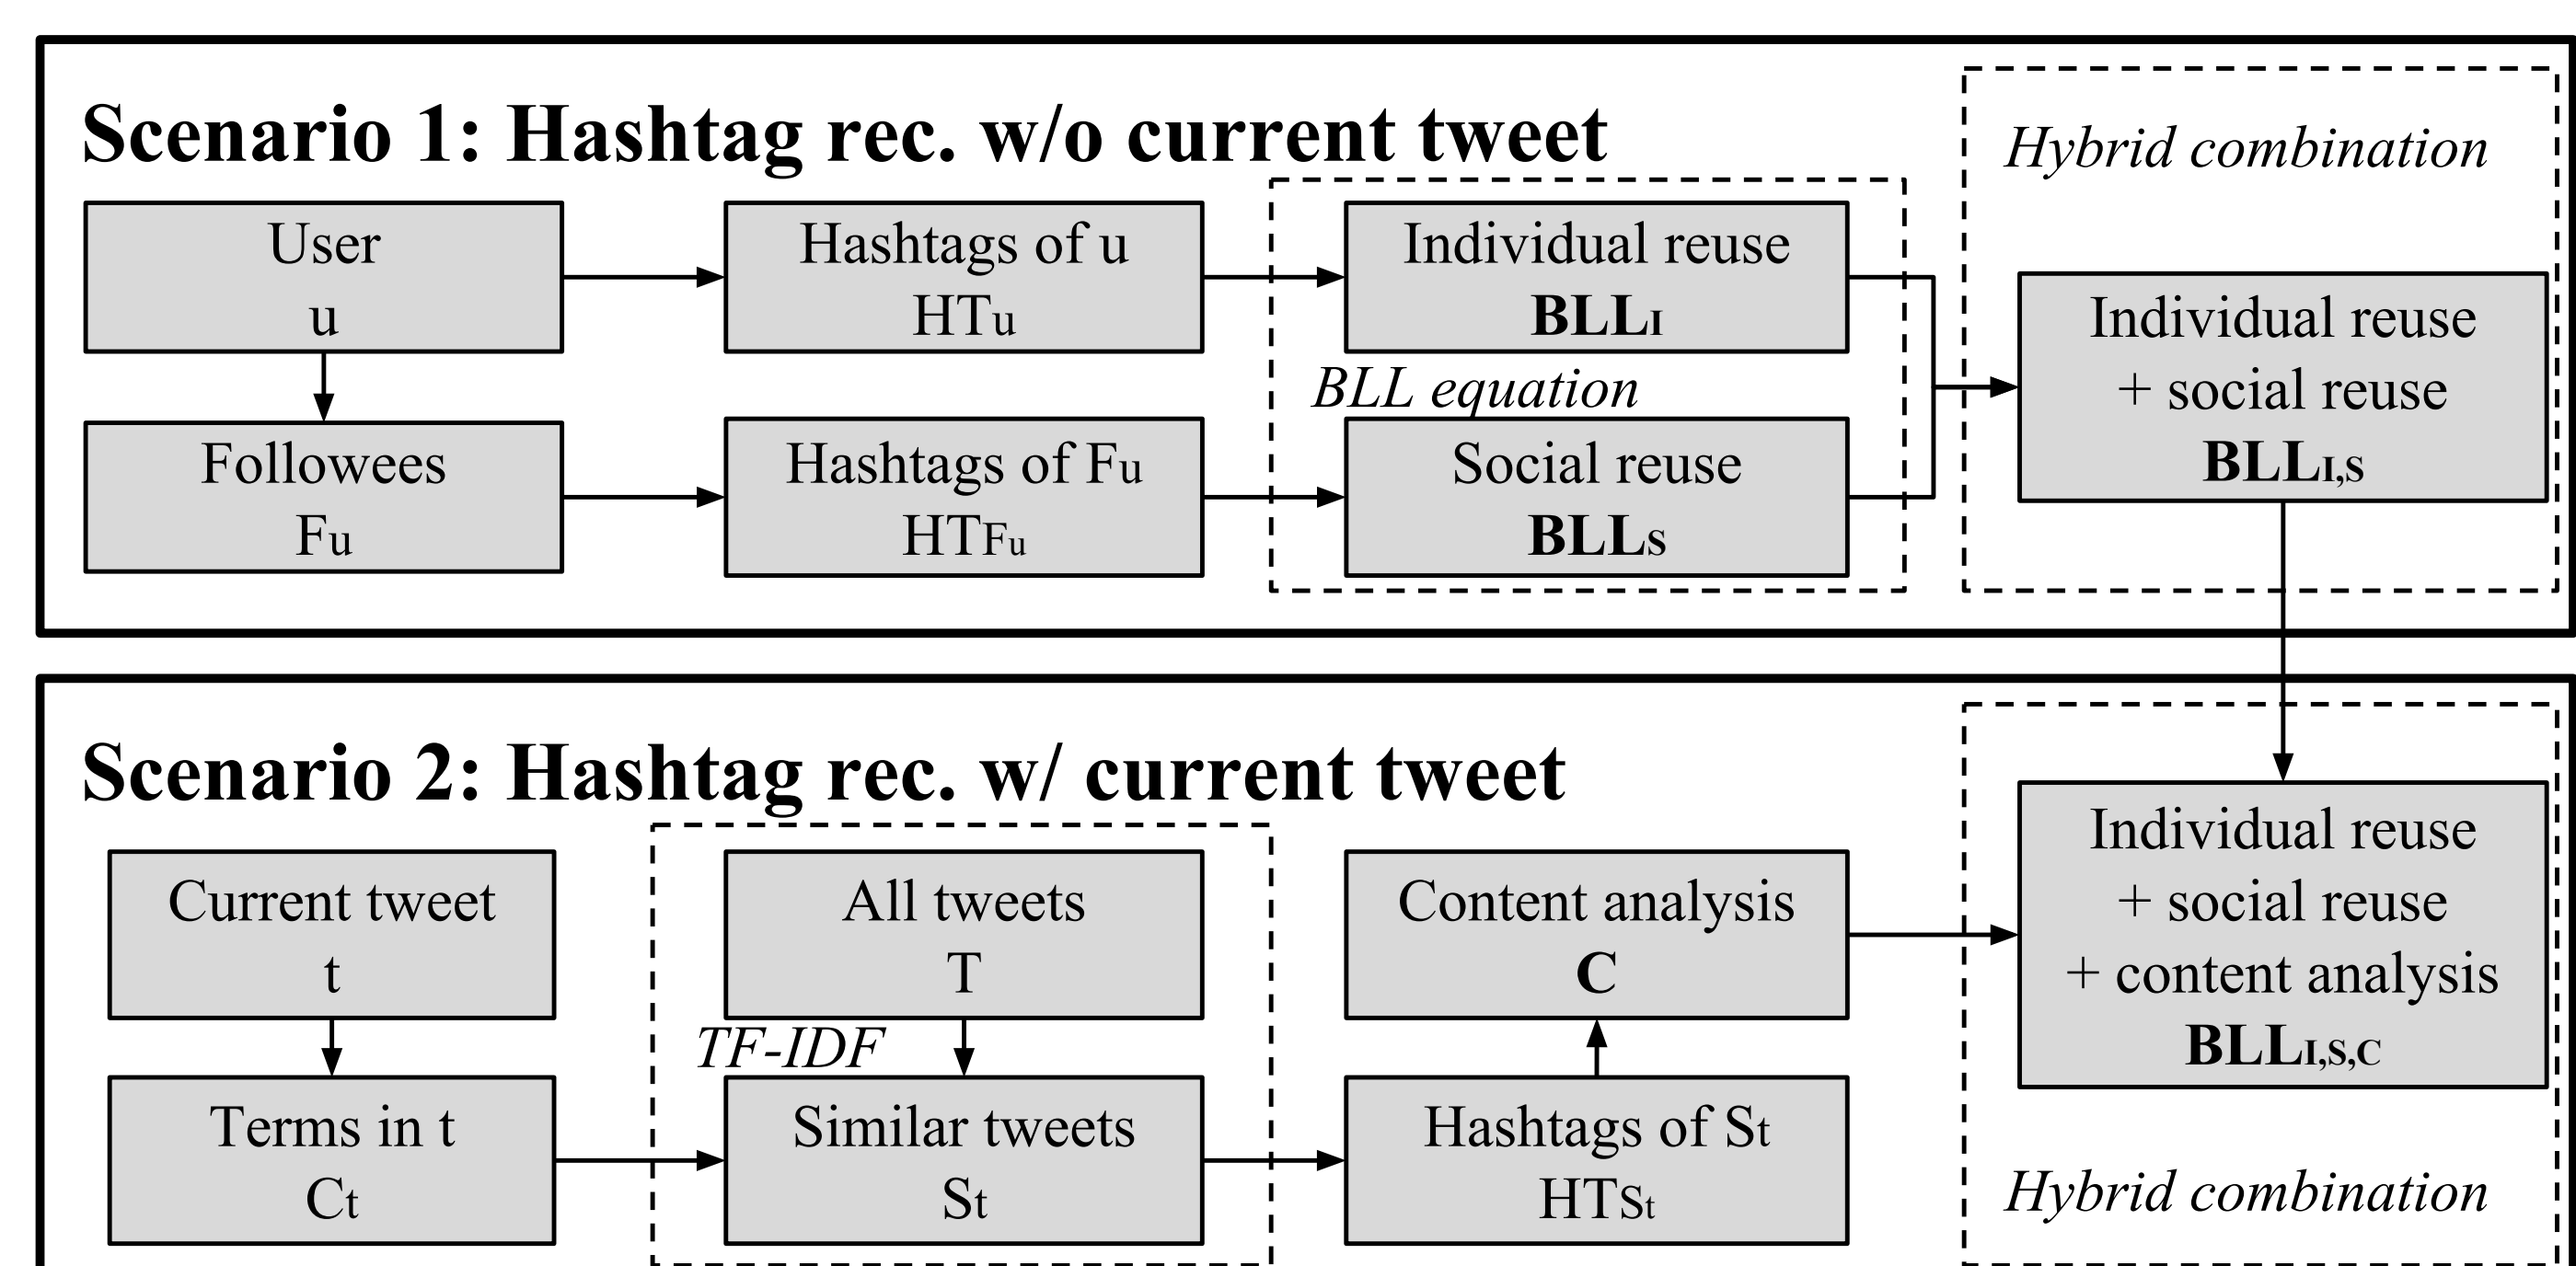 Scenario 1: Hashtag rec. w/o current tweet
Hybrid combination
User
u
Hashtags of u
HTu
Individual reuse
BLLI
BLL equation
Followees
Fu
Hashtags of Fu
HTFu
Social reuse
BLLS
Individual reuse
+ social reuse
BLLI,S
Scenario 2: Hashtag rec. w/ current tweet
Current tweet
t
All tweets
T
Content analysis
C
TF-IDF
Terms in t
Ct
Similar tweets
St
Hashtags of St
HTSt
Individual reuse
+ social reuse
+ content analysis
BLLI,S,C
Hybrid combination